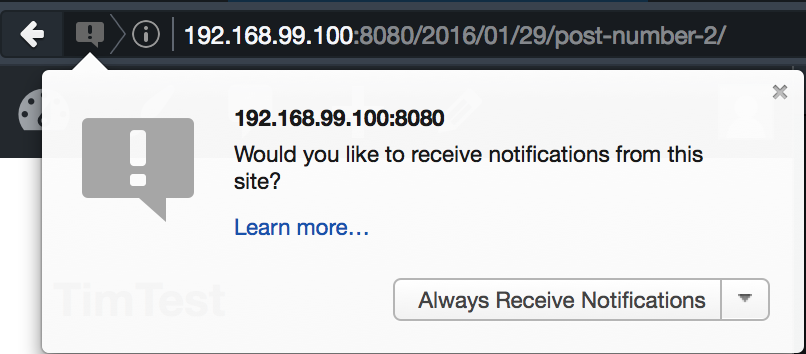 192.168.99.100:8080/2016/01/29/post-number-2/
192.168.99.100:8080
Would you like to receive notifications from this
site?
Learn more…
TimTest
Always Receive Notifications